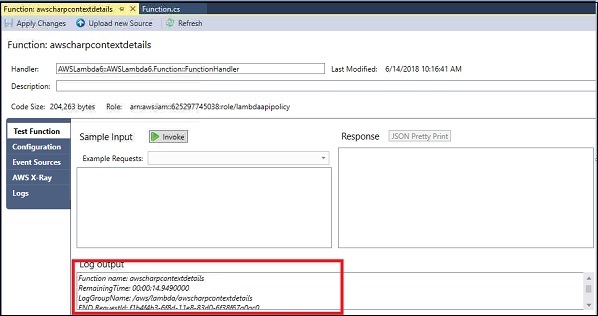 Function: awscharpcontextdetails
Function.cs
Apply Changes
Upload new Source
Refresh
Function: awscharpcontextdetails
Handler: AWSLambda6::AWSLambda6.Function::FunctionHandler Last Modified: 6/14/2018 10:16:41 AM
Description:
Code Size: 204,263 bytes Role: arn:aws:iam::625297745038:role/lambdaapipolicy
Test Function
Configuration
Event Sources
AWS X-Ray
Logs
Sample Input
Invoke
Example Requests:
Response
JSON Pretty Print
Log output
Function name: awscharpcontextdetails
RemainingTime: 00:00:14.9490000
LogGroupName: /aws/lambda/awscharpcontextdetails
END RequestId: